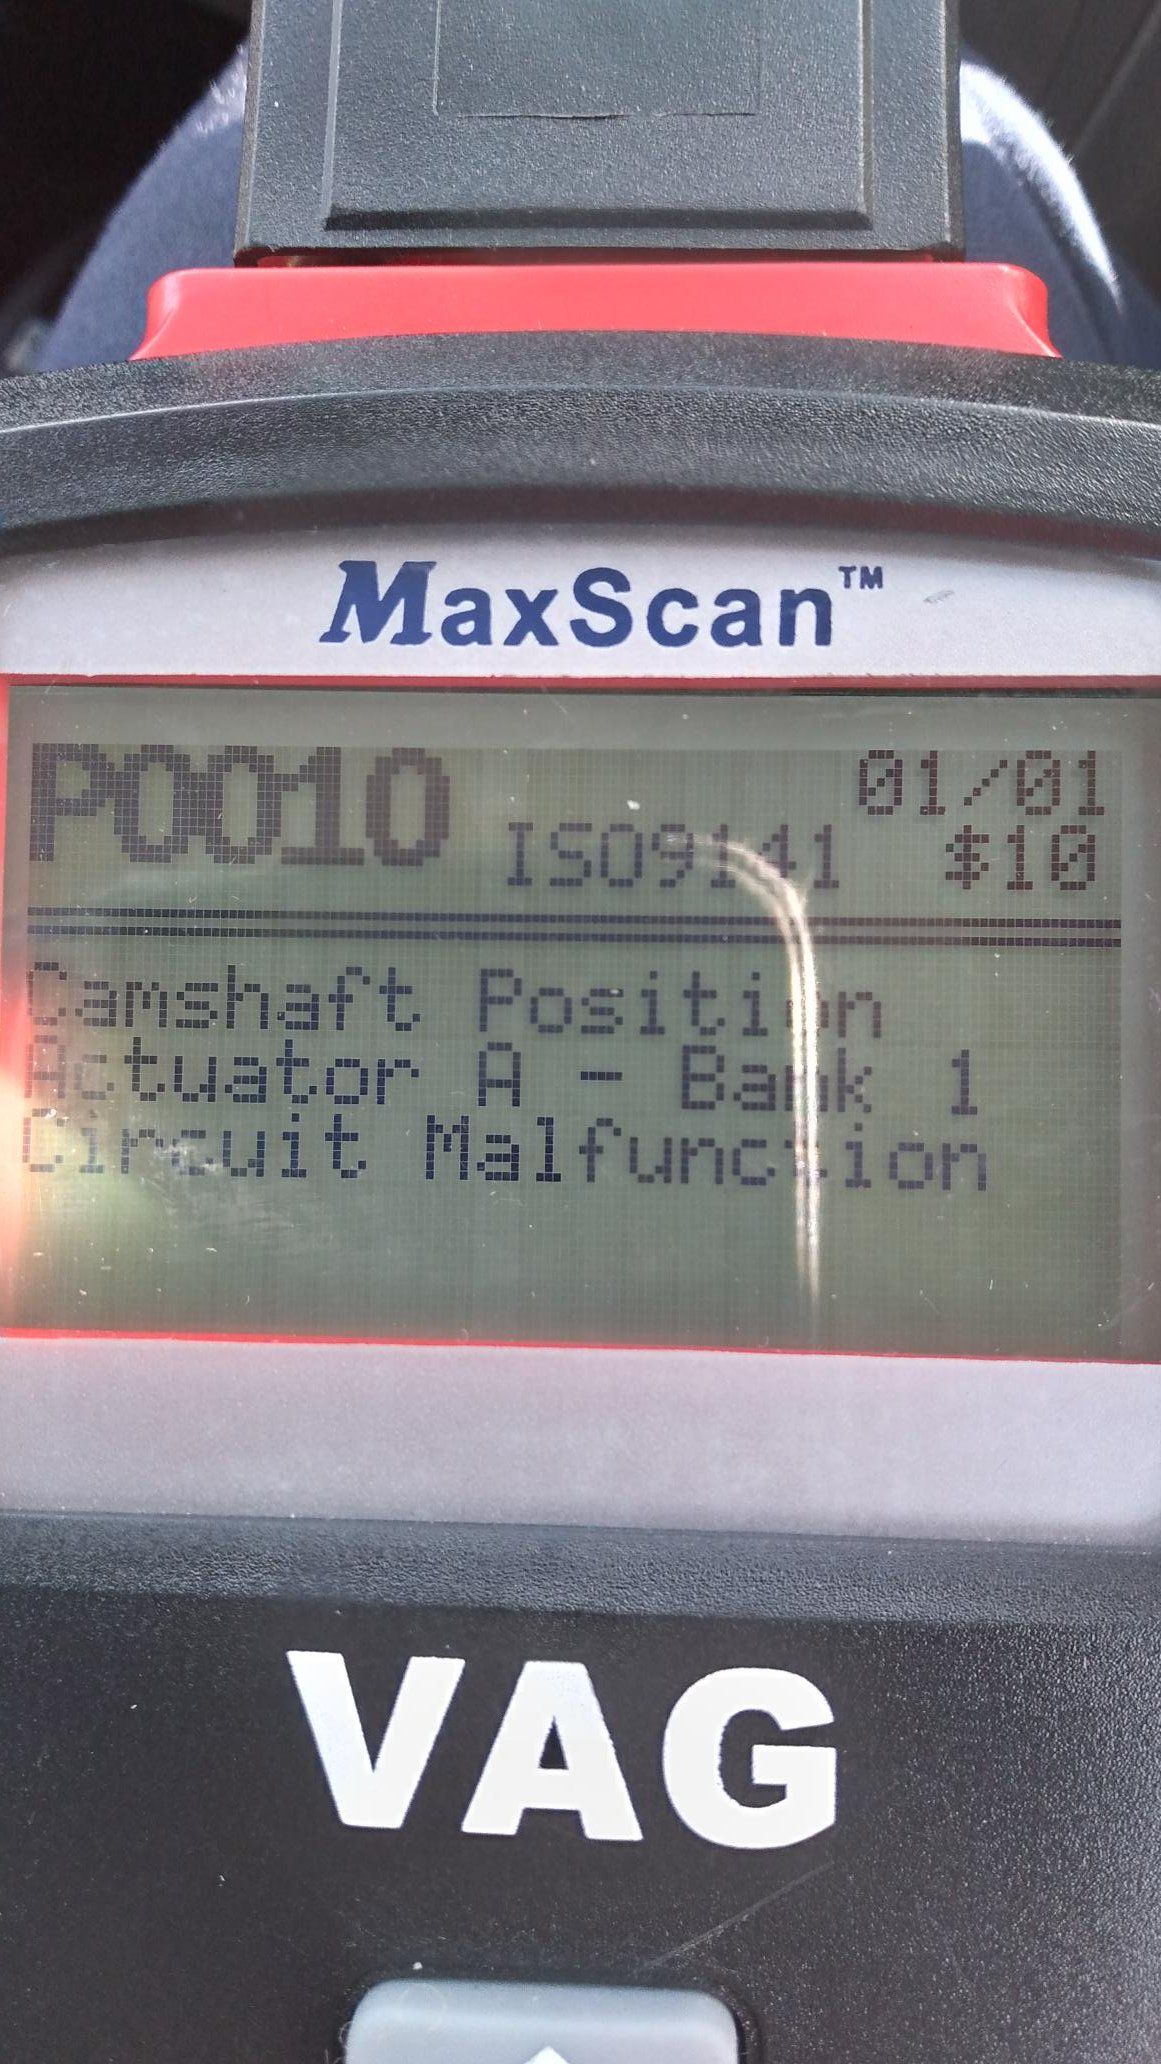 MaxScan™
P0010 01/01
ISO9141 $10
Camshaft Position
Actuator A - Bank 1
Circuit Malfunction
VAG